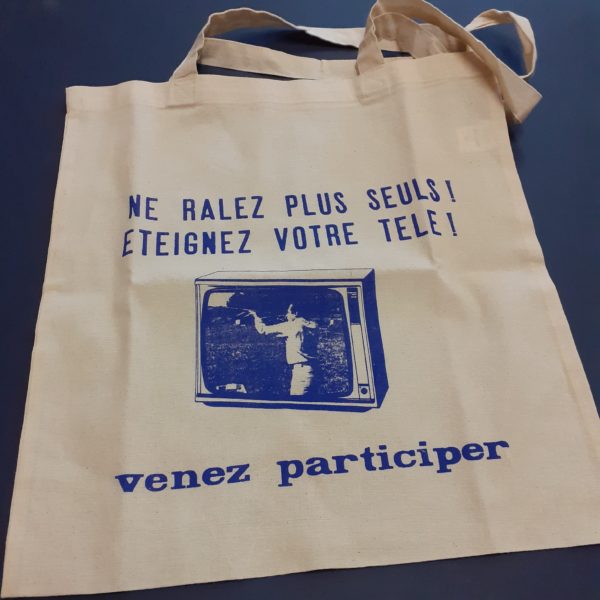 NE RALEZ PLUS SEULS!
ETEIGNEZ VOTRE TELE!
venez participer